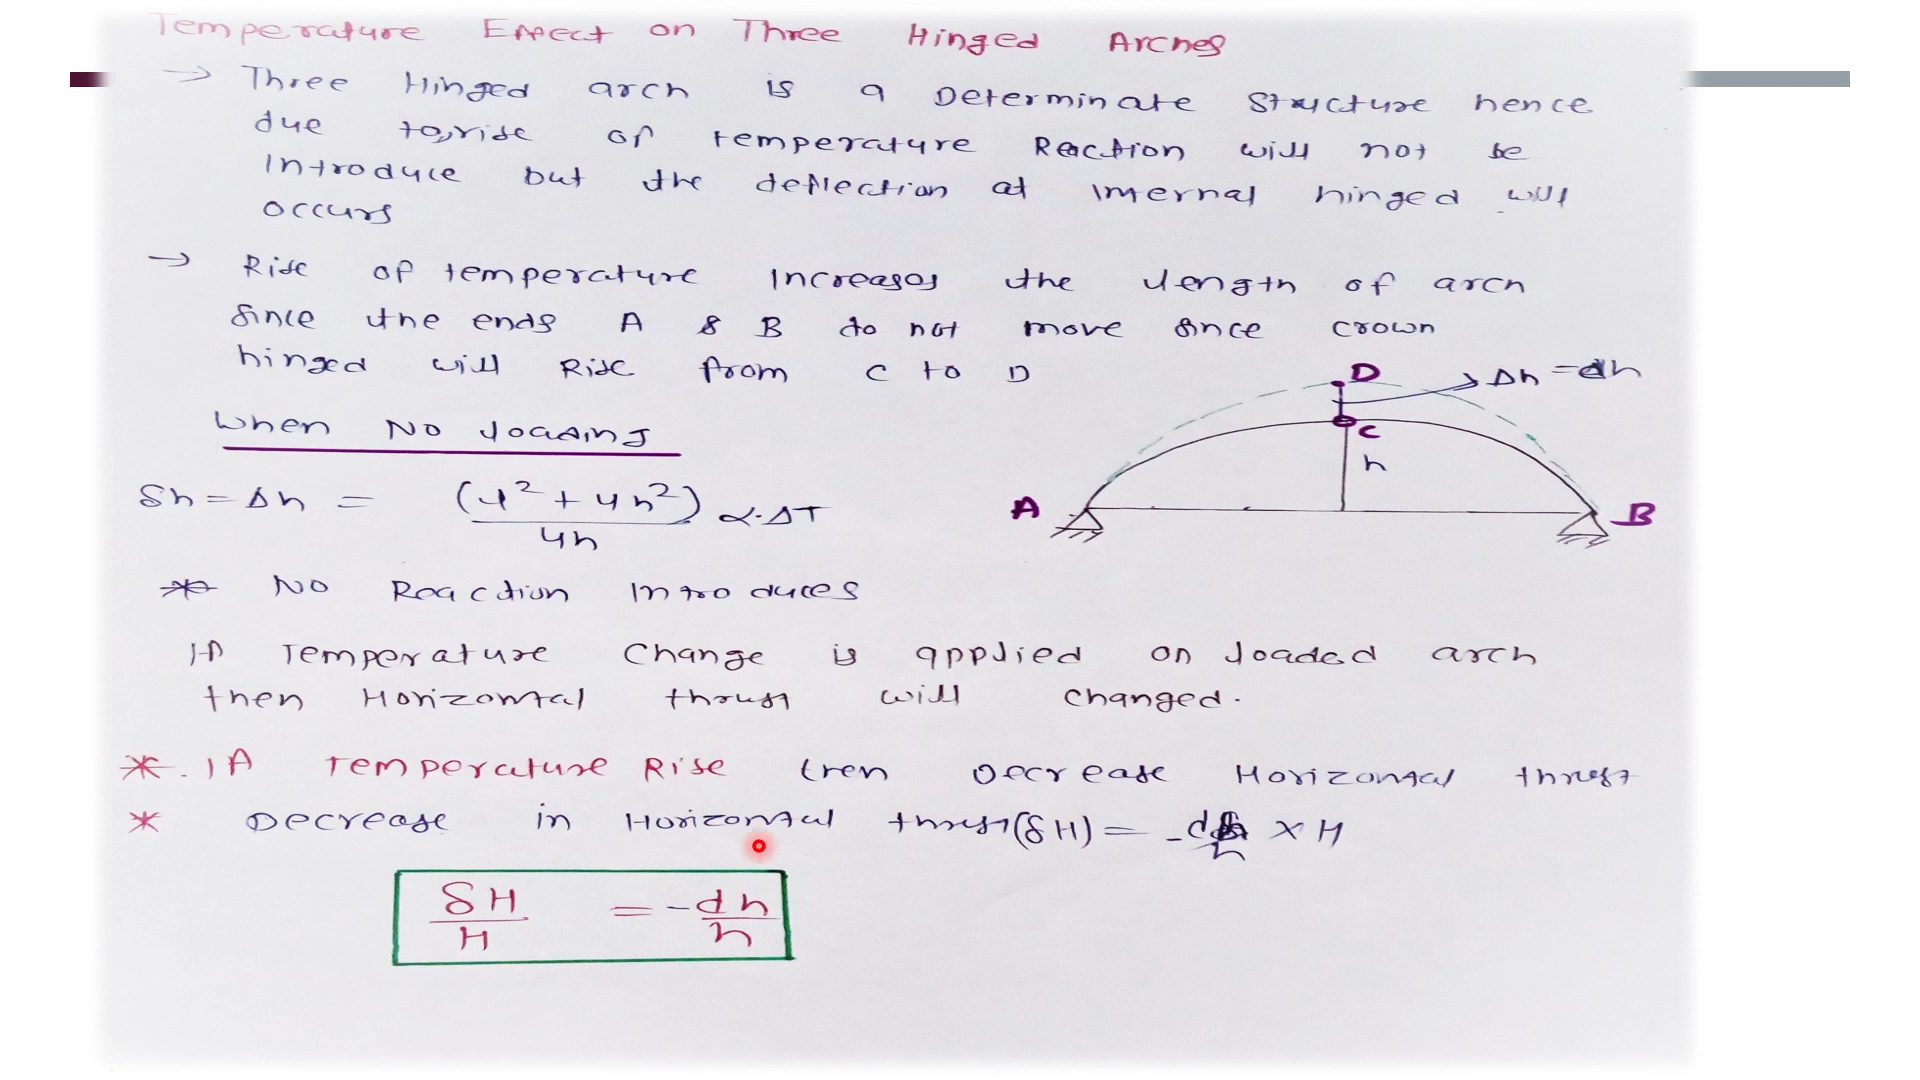 Temperature Effect on Three Hinged Arches
→ Three Hinged arch is a Determinate Structure hence
due to rise of temperature Reaction will not be
Introduce but the deflection at Internal hinged will
occurs
→ Rise of temperature Increases the length of arch
Since the ends A & B do not move since crown
hinged will Rise from C to D
When No loading
δh = Δh = (l² + 4h²) / 4h α.ΔT
D
Δh = dh
C
h
A
B
* No Reaction Introduces
If Temperature Change is applied on loaded arch
then Horizontal thrust will changed.
*. If Temperature Rise then Decrease Horizontal thrust
* Decrease in Horizontal thrust (δH) = -dh/h × H
δH/H = -dh/h